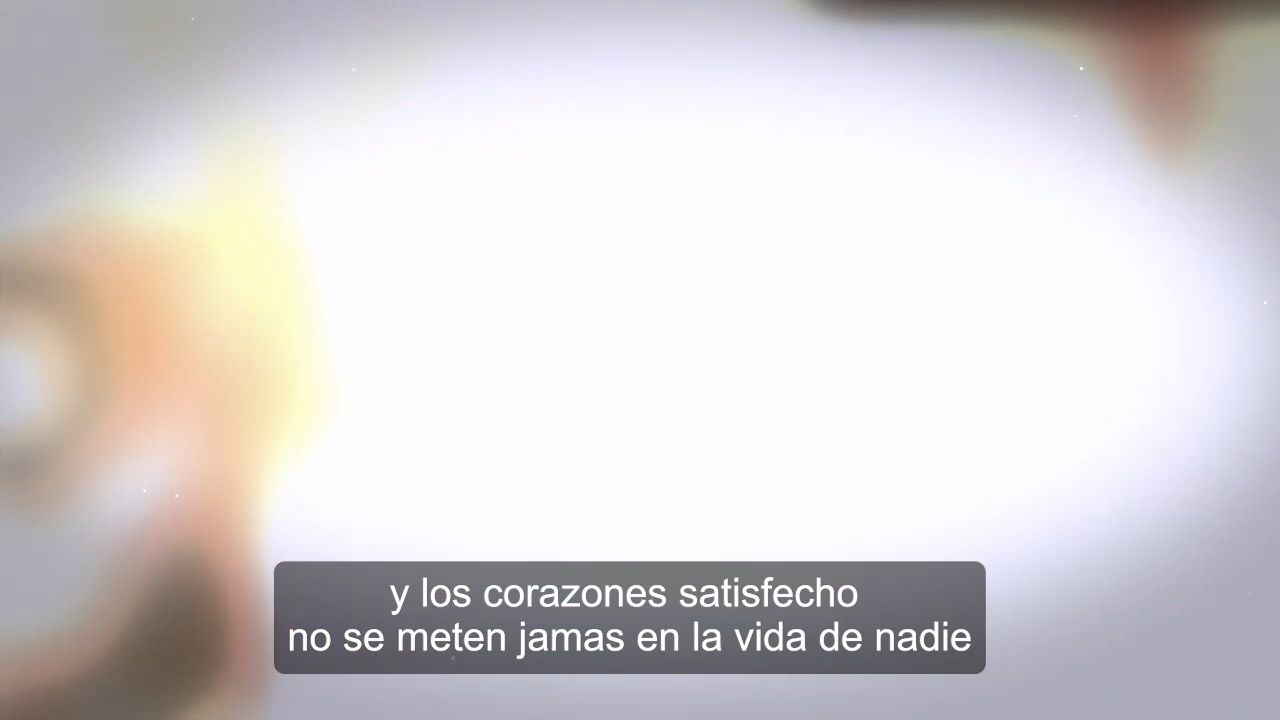 y los corazones satisfecho
no se meten jamas en la vida de nadie